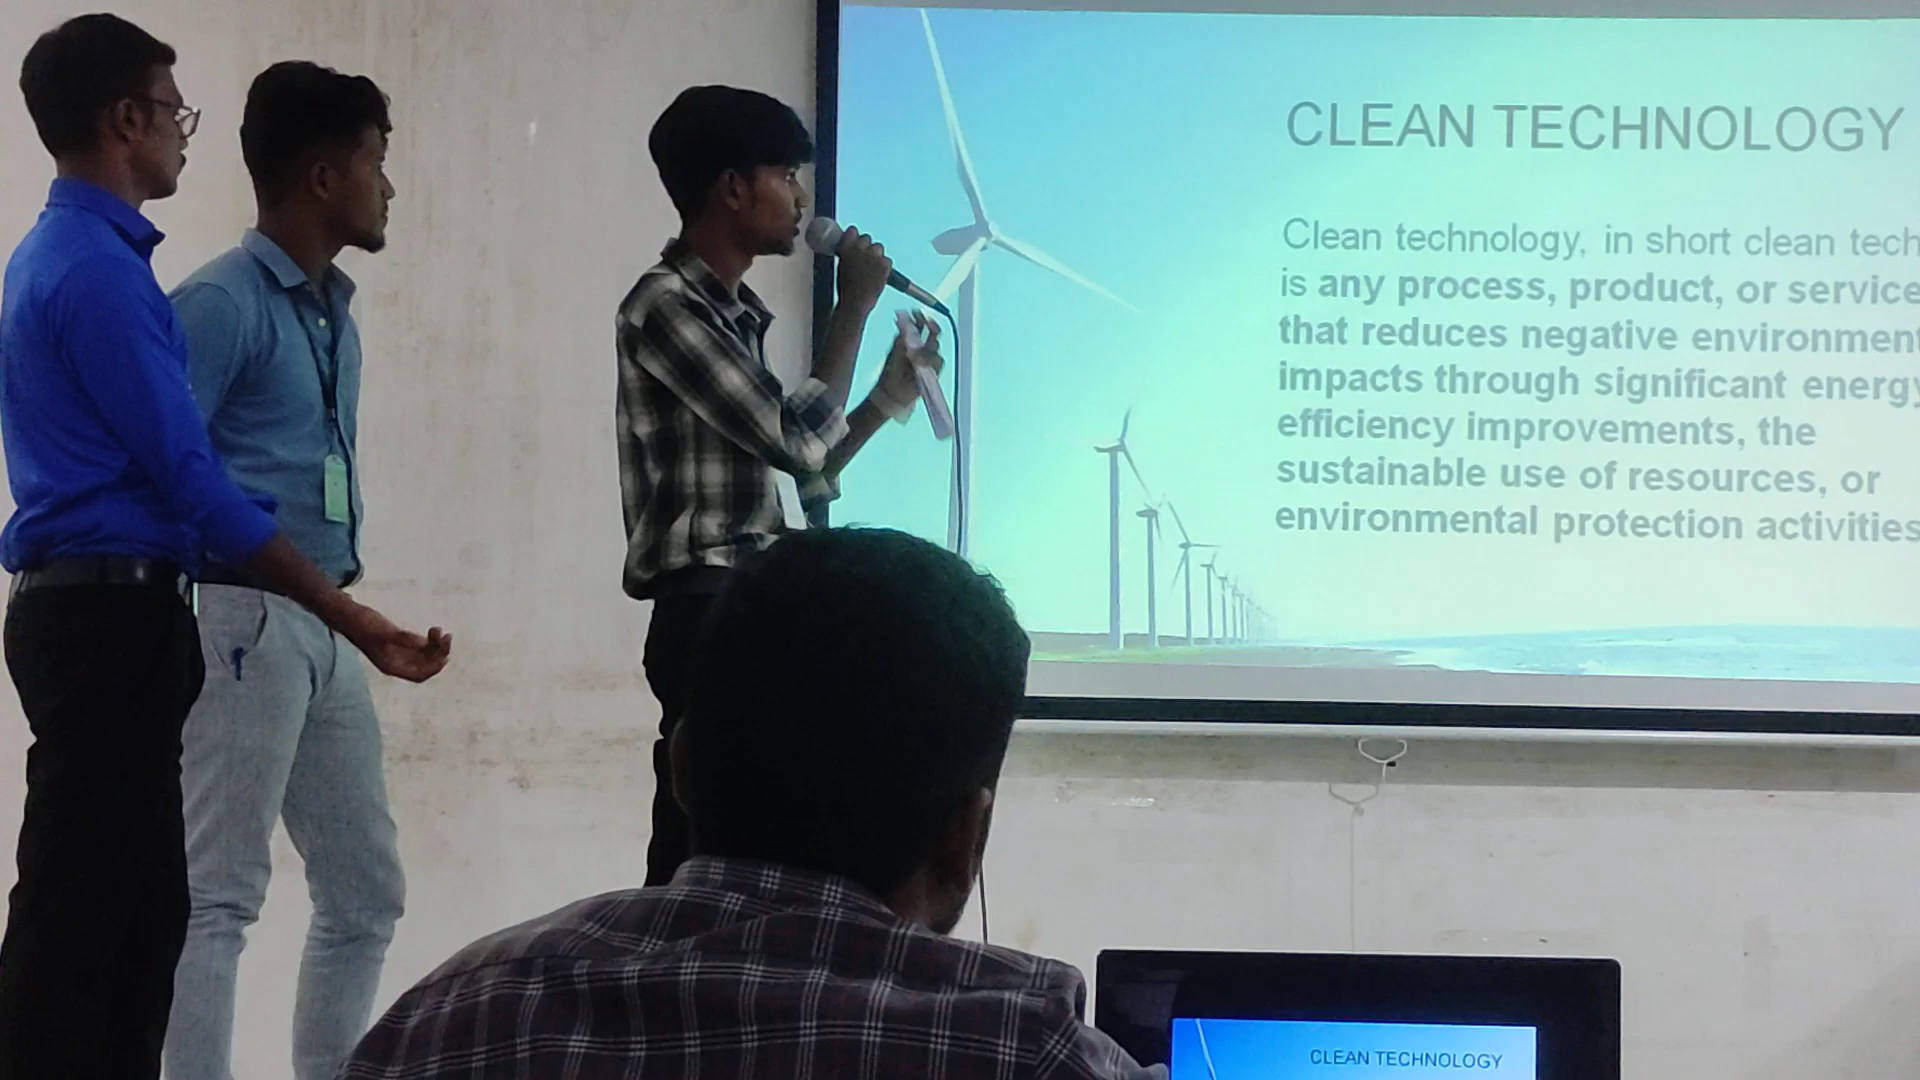 CLEAN TECHNOLOGY
Clean technology, in short clean tech
is any process, product, or service
that reduces negative environment
impacts through significant energy
efficiency improvements, the
sustainable use of resources, or
environmental protection activities
CLEAN TECHNOLOGY